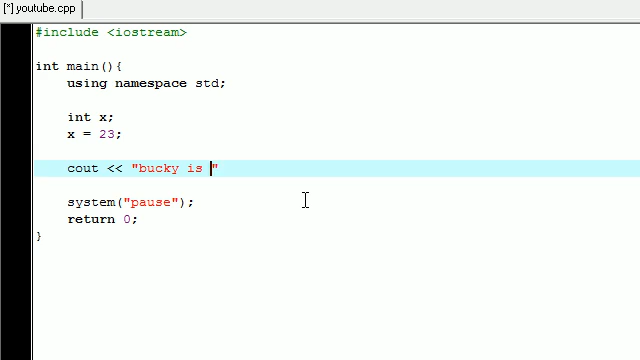 [*] youtube.cpp
#include <iostream>
int main(){
using namespace std;
int x;
x = 23;
cout << "bucky is "
system("pause");
return 0;
}